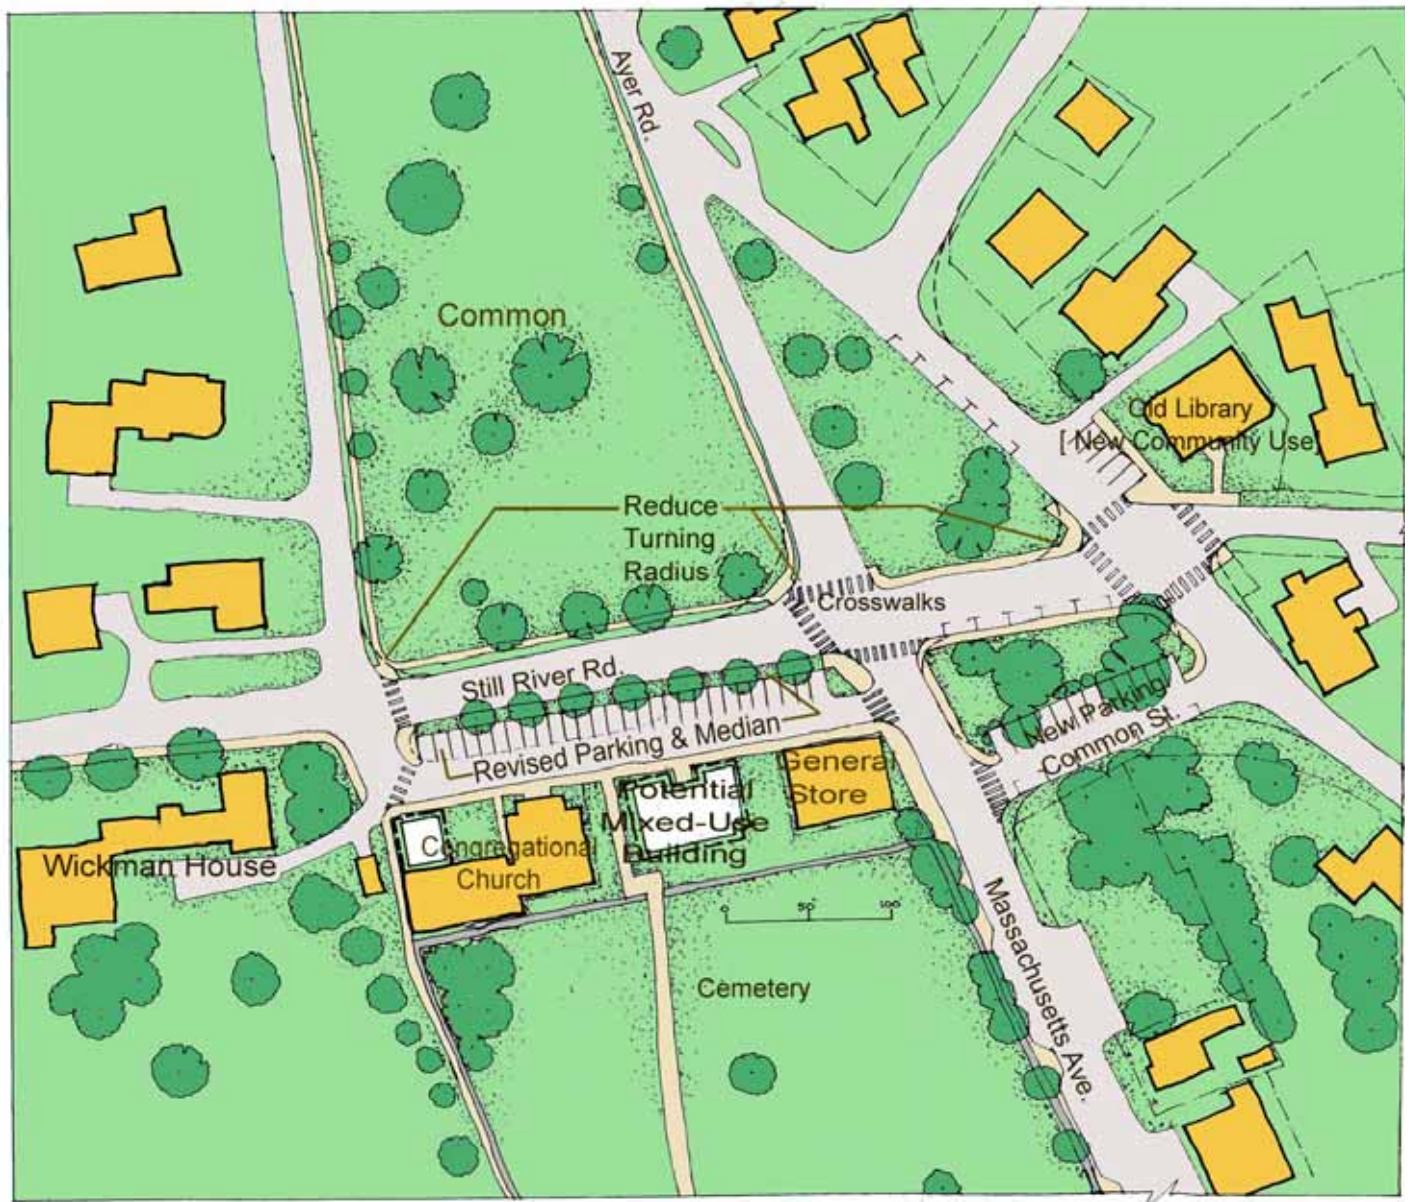 Ayer Rd.
Common
Old Library
[ New Community Use]
Reduce
Turning
Radius
Crosswalks
Still River Rd.
Revised Parking & Median
New Parking
Common St.
General
Store
Potential
Mixed-Use
Building
Congregational
Church
Wickman House
0 50' 100'
Massachusetts Ave.
Cemetery